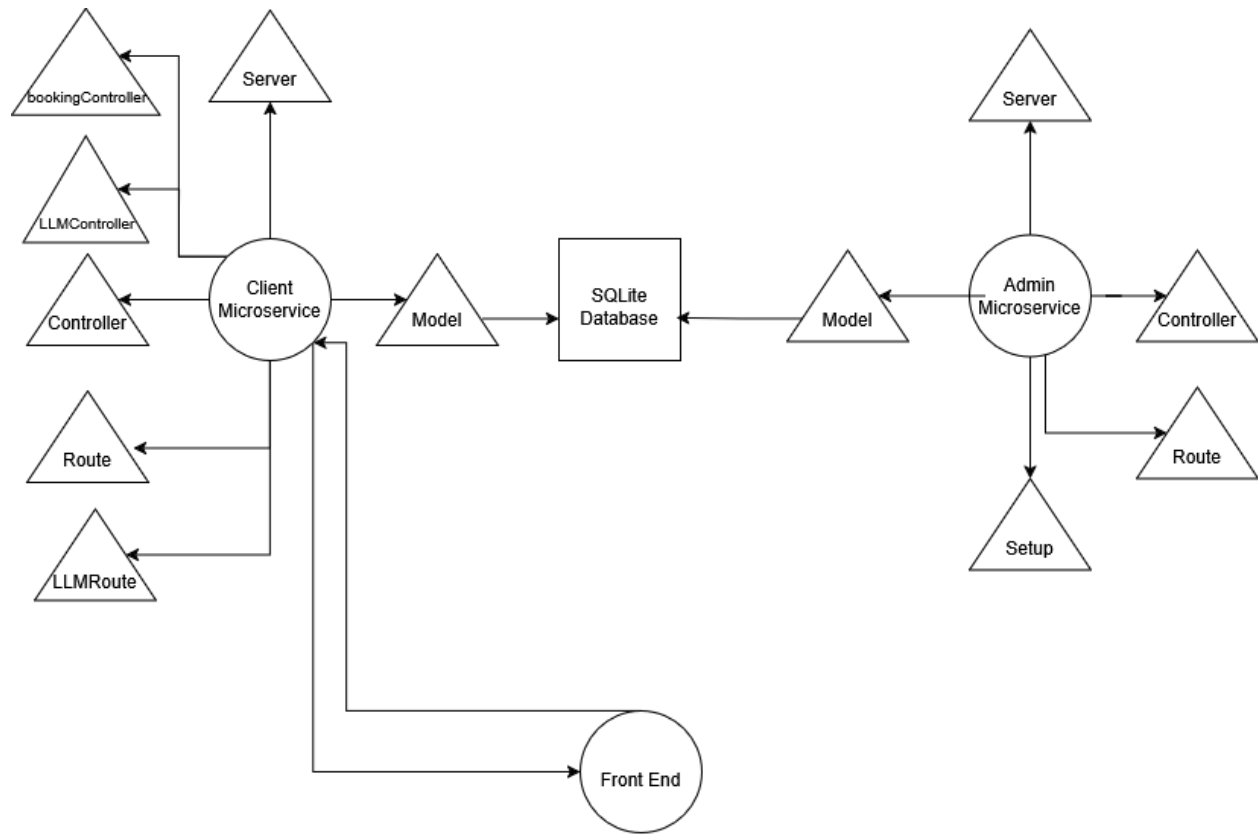 bookingController
Server
Server
LLMController
Client
Microservice
Controller
Model
SQLite
Database
Model
Admin
Microservice
Controller
Route
LLMRoute
Route
Setup
Front End